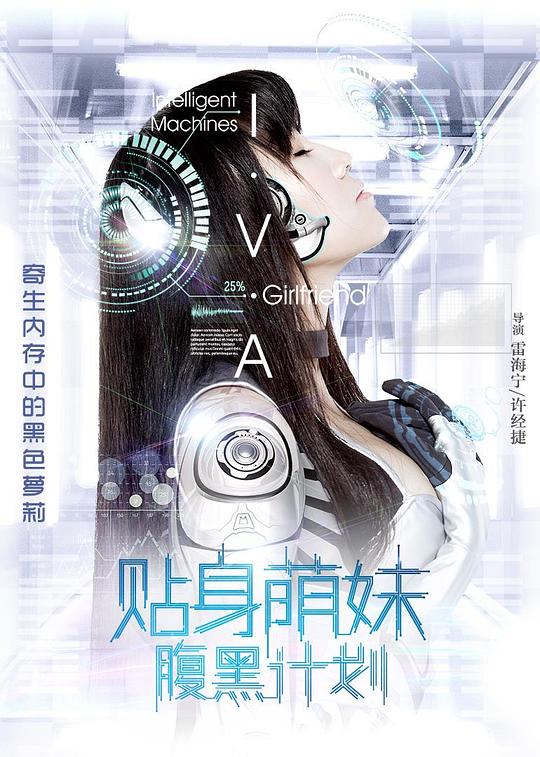 Intelligent
Machines
I·V·A
25%
Girlfriend
寄生内存中的黑色萝莉
导演 雷海宁/许经捷
贴身萌妹
腹黑计划